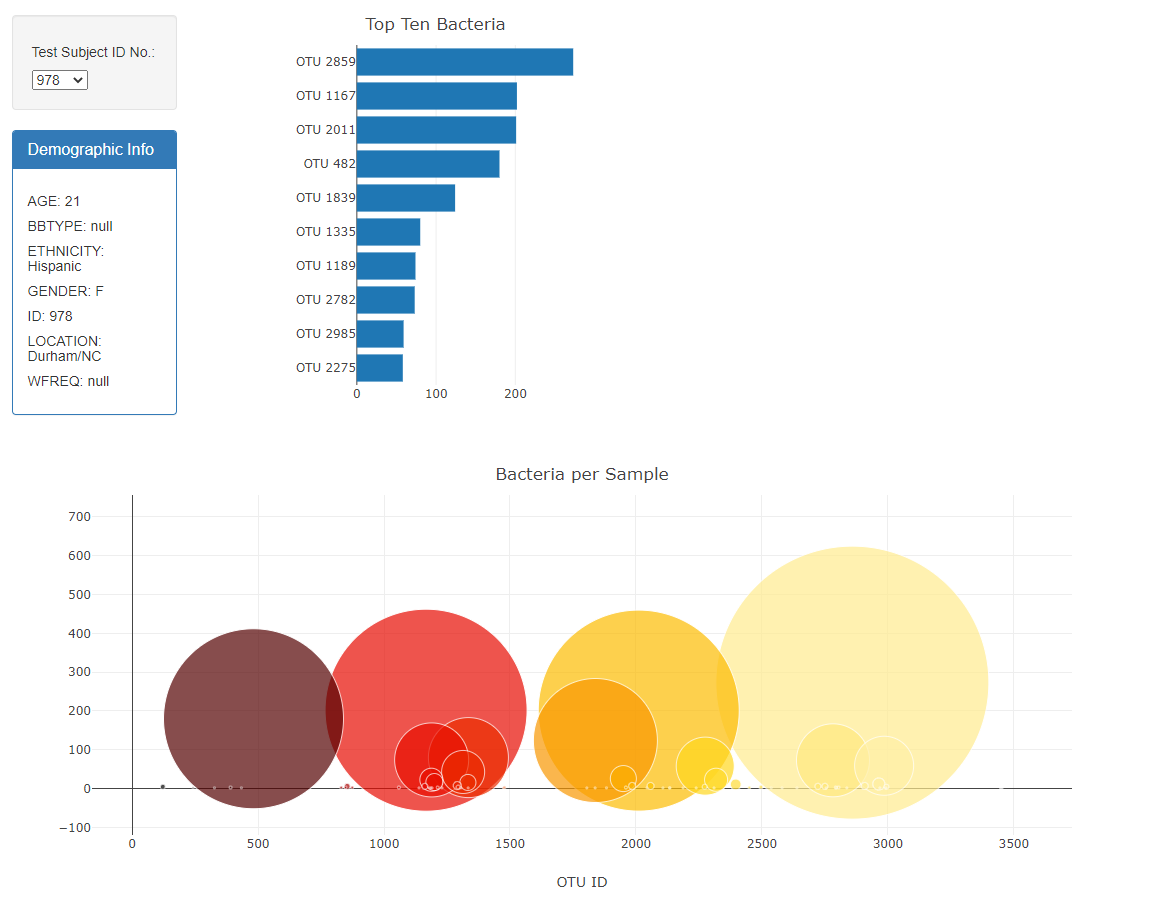 Test Subject ID No.:
978
Demographic Info
AGE: 21
BBTYPE: null
ETHNICITY:
Hispanic
GENDER: F
ID: 978
LOCATION:
Durham/NC
WFREQ: null
Top Ten Bacteria
OTU 2859
OTU 1167
OTU 2011
OTU 482
OTU 1839
OTU 1335
OTU 1189
OTU 2782
OTU 2985
OTU 2275
0 100 200
Bacteria per Sample
700
600
500
400
300
200
100
0
−100
0 500 1000 1500 2000 2500 3000 3500
OTU ID